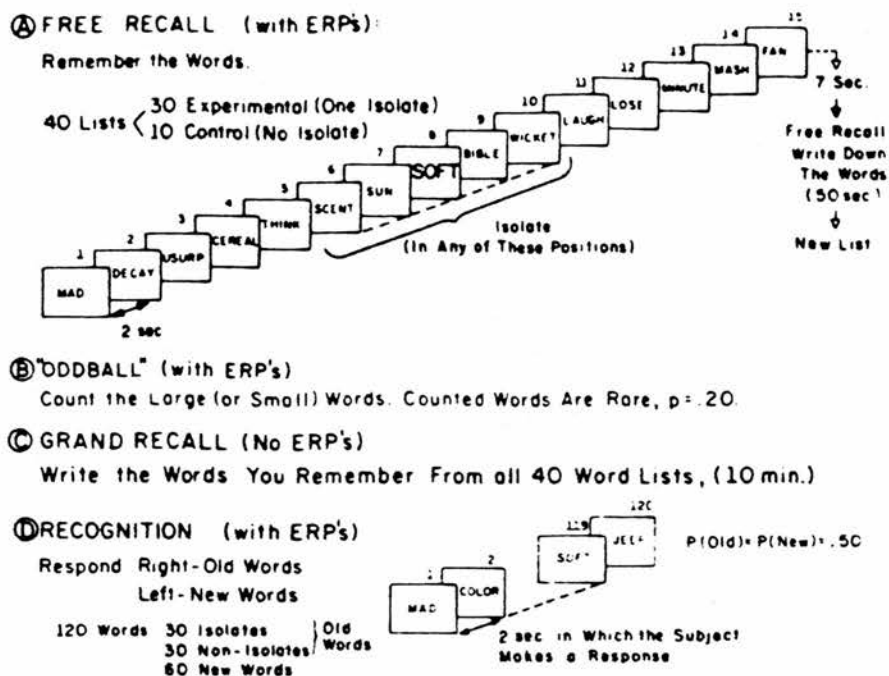 Ⓐ FREE RECALL (with ERP's):
Remember the Words.
40 Lists
30 Experimental (One Isolate)
10 Control (No Isolate)
1 MAD
2 DECAY
3 USURP
4 CEREAL
5 THINK
6 SCENT
7 SUN
8 SOFT
9 BIBLE
10 WICKET
11 LAUGH
12 LOSE
13 MINUTE
14 MASH
15 FAN
2 sec
Isolate
(In Any of These Positions)
7 Sec.
Free Recall
Write Down
The Words
(50 sec)
New List
Ⓑ "ODDBALL" (with ERP's)
Count the Large (or Small) Words. Counted Words Are Rare, p = .20.
Ⓒ GRAND RECALL (No ERP's)
Write the Words You Remember From all 40 Word Lists, (10 min.)
Ⓓ RECOGNITION (with ERP's)
Respond Right-Old Words
Left-New Words
120 Words 30 Isolates
30 Non-Isolates
60 New Words
Old
Words
1 MAD
2 COLOR
119 SOFT
120 JEEP
P(Old)= P(New)= .50
2 sec in Which the Subject
Makes a Response